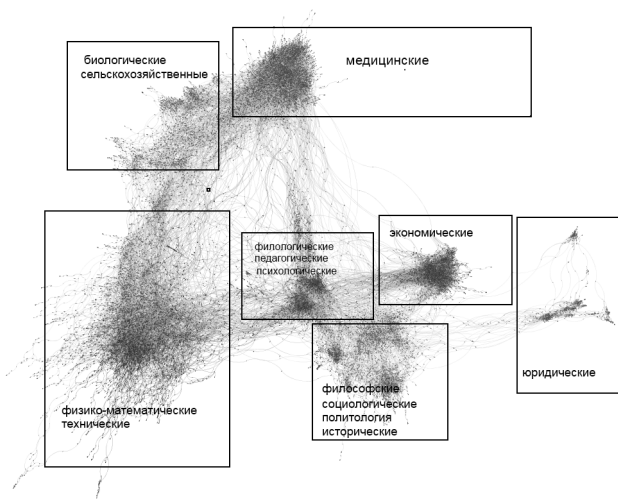 биологические
сельскохозяйственные
медицинские
филологические
педагогические
психологические
экономические
юридические
физико-математические
технические
философские
социологические
политология
исторические